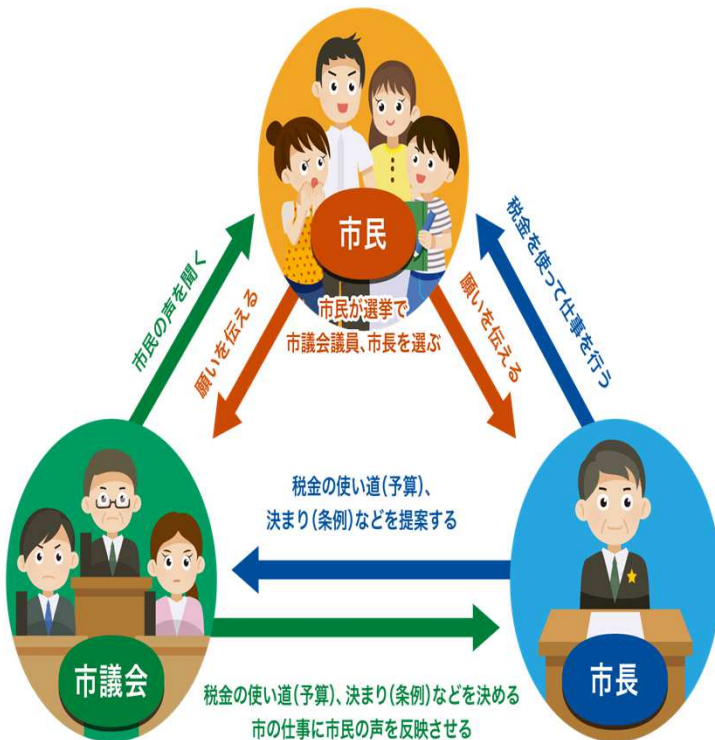 市民
市民が選挙で
市議会議員、市長を選ぶ
市民の声を聞く
願いを伝える
願いを伝える
税金を使って仕事を行う
税金の使い道(予算)、
決まり(条例)などを提案する
市議会
市長
税金の使い道(予算)、決まり(条例)などを決める
市の仕事に市民の声を反映させる